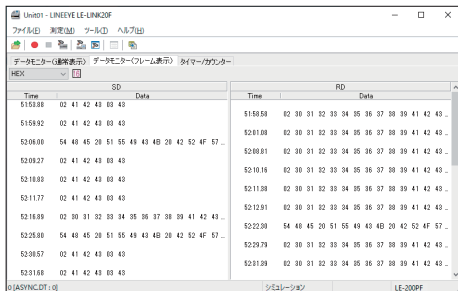 Unit01 - LINEEYE LE-LINK20F
ファイル(F) 測定(M) ツール(T) ヘルプ(H)
データモニター(通常表示) データモニター(フレーム表示) タイマー/カウンター
HEX 16
SD RD
Time Data Time Data
51:53.88 02 41 42 43 03 43
51:58.58 02 30 31 32 33 34 35 36 37 38 39 41 42 43 ..
51:59.92 02 41 42 43 03 43
52:01.08 02 30 31 32 33 34 35 36 37 38 39 41 42 43 ..
52:06.00 54 48 45 20 51 55 49 43 4B 20 42 52 4F 57 ..
52:08.81 02 30 31 32 33 34 35 36 37 38 39 41 42 43 ..
52:09.27 02 41 42 43 03 43
52:10.16 02 30 31 32 33 34 35 36 37 38 39 41 42 43 ..
52:10.83 02 41 42 43 03 43
52:11.38 02 30 31 32 33 34 35 36 37 38 39 41 42 43 ..
52:11.77 02 41 42 43 03 43
52:12.91 02 30 31 32 33 34 35 36 37 38 39 41 42 43 ..
52:16.89 02 30 31 32 33 34 35 36 37 38 39 41 42 43 ..
52:22.30 54 48 45 20 51 55 49 43 4B 20 42 52 4F 57 ..
52:25.80 54 48 45 20 51 55 49 43 4B 20 42 52 4F 57 ..
52:29.79 02 30 31 32 33 34 35 36 37 38 39 41 42 43 ..
52:30.57 02 41 42 43 03 43
52:31.39 02 30 31 32 33 34 35 36 37 38 39 41 42 43 ..
52:31.68 02 41 42 43 03 43
0 [ASYNC.DT : 0] シミュレーション LE-200PF